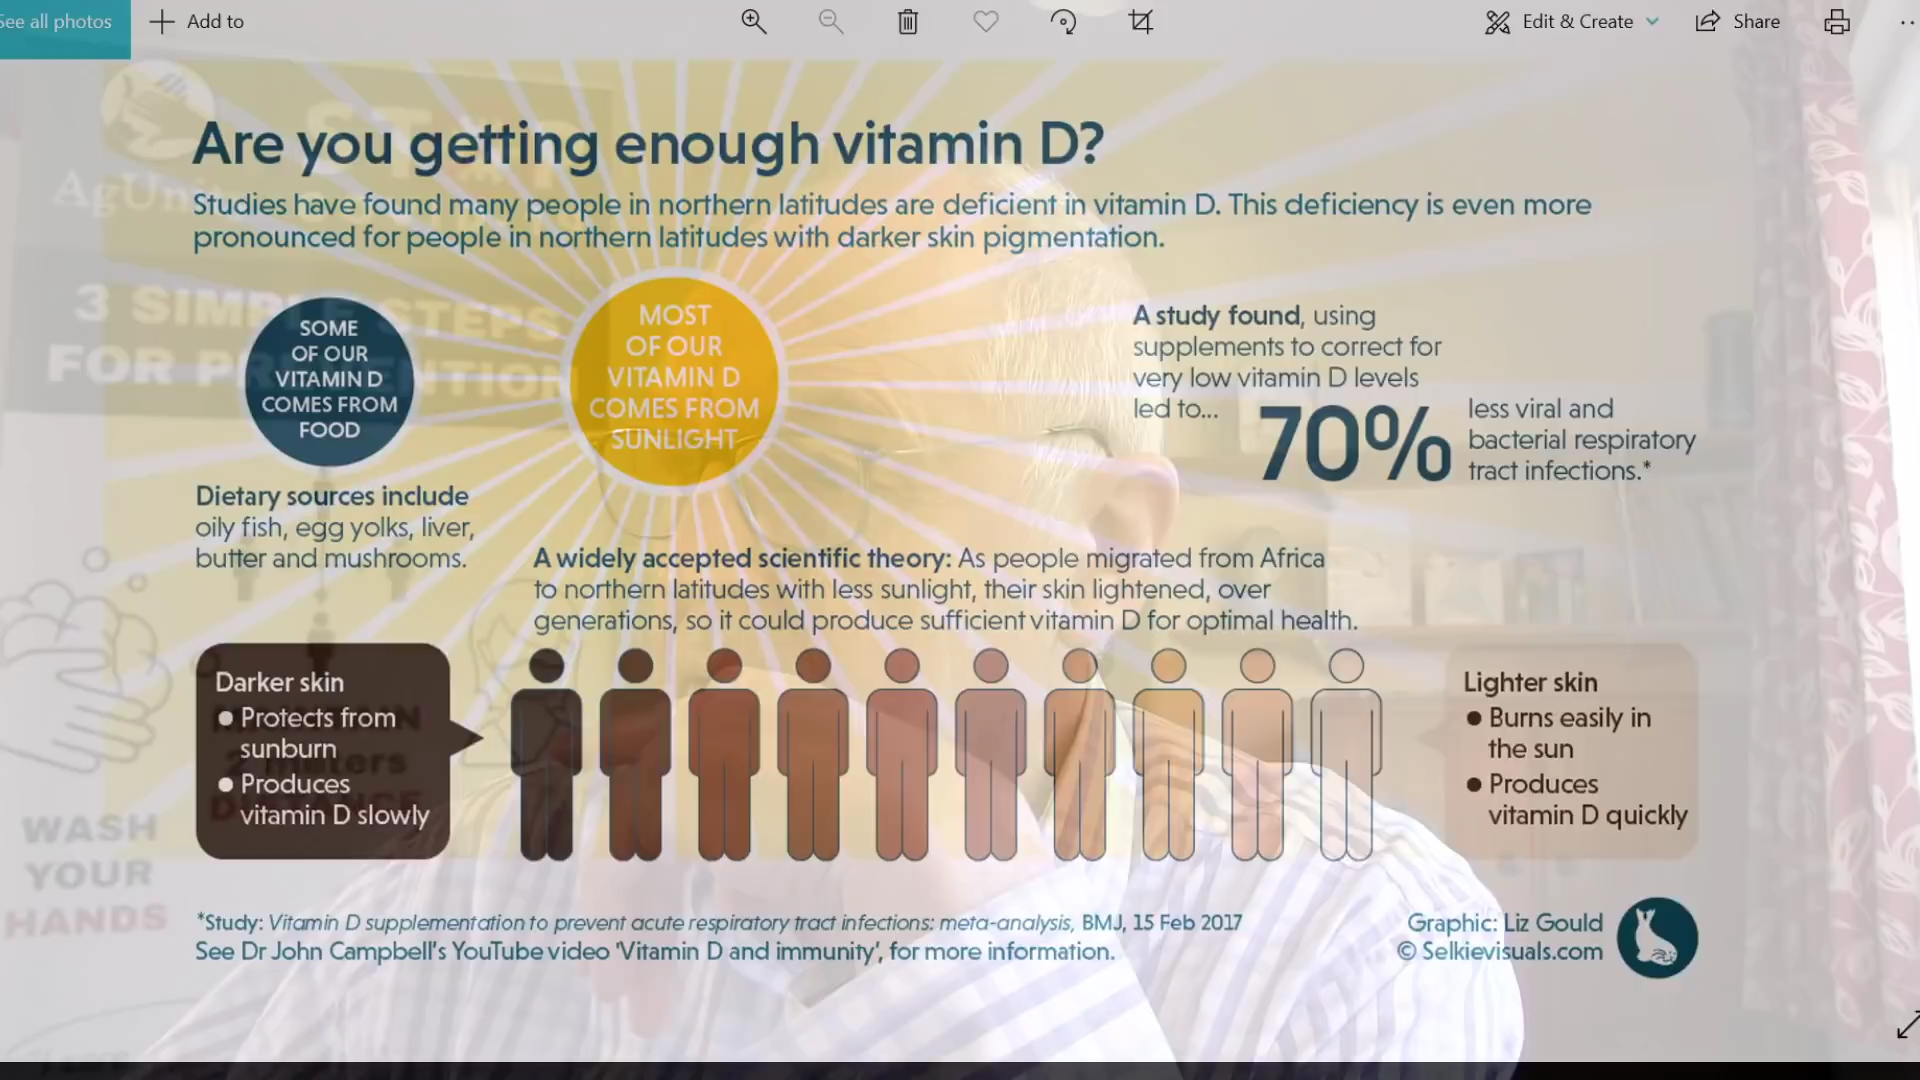 See all photos
Add to
Edit & Create
Share
Are you getting enough vitamin D?
Studies have found many people in northern latitudes are deficient in vitamin D. This deficiency is even more
pronounced for people in northern latitudes with darker skin pigmentation.
SOME
OF OUR
VITAMIN D
COMES FROM
FOOD
MOST
OF OUR
VITAMIN D
COMES FROM
SUNLIGHT
A study found, using
supplements to correct for
very low vitamin D levels
led to...
70%
less viral and
bacterial respiratory
tract infections.*
Dietary sources include
oily fish, egg yolks, liver,
butter and mushrooms.
A widely accepted scientific theory: As people migrated from Africa
to northern latitudes with less sunlight, their skin lightened, over
generations, so it could produce sufficient vitamin D for optimal health.
Darker skin
• Protects from
sunburn
• Produces
vitamin D slowly
Lighter skin
• Burns easily in
the sun
• Produces
vitamin D quickly
*Study: Vitamin D supplementation to prevent acute respiratory tract infections: meta-analysis, BMJ, 15 Feb 2017
See Dr John Campbell's YouTube video 'Vitamin D and immunity', for more information.
Graphic: Liz Gould
© Selkievisuals.com
3 SIMPLE STEPS
FOR PREVENTION
WASH
YOUR
HANDS